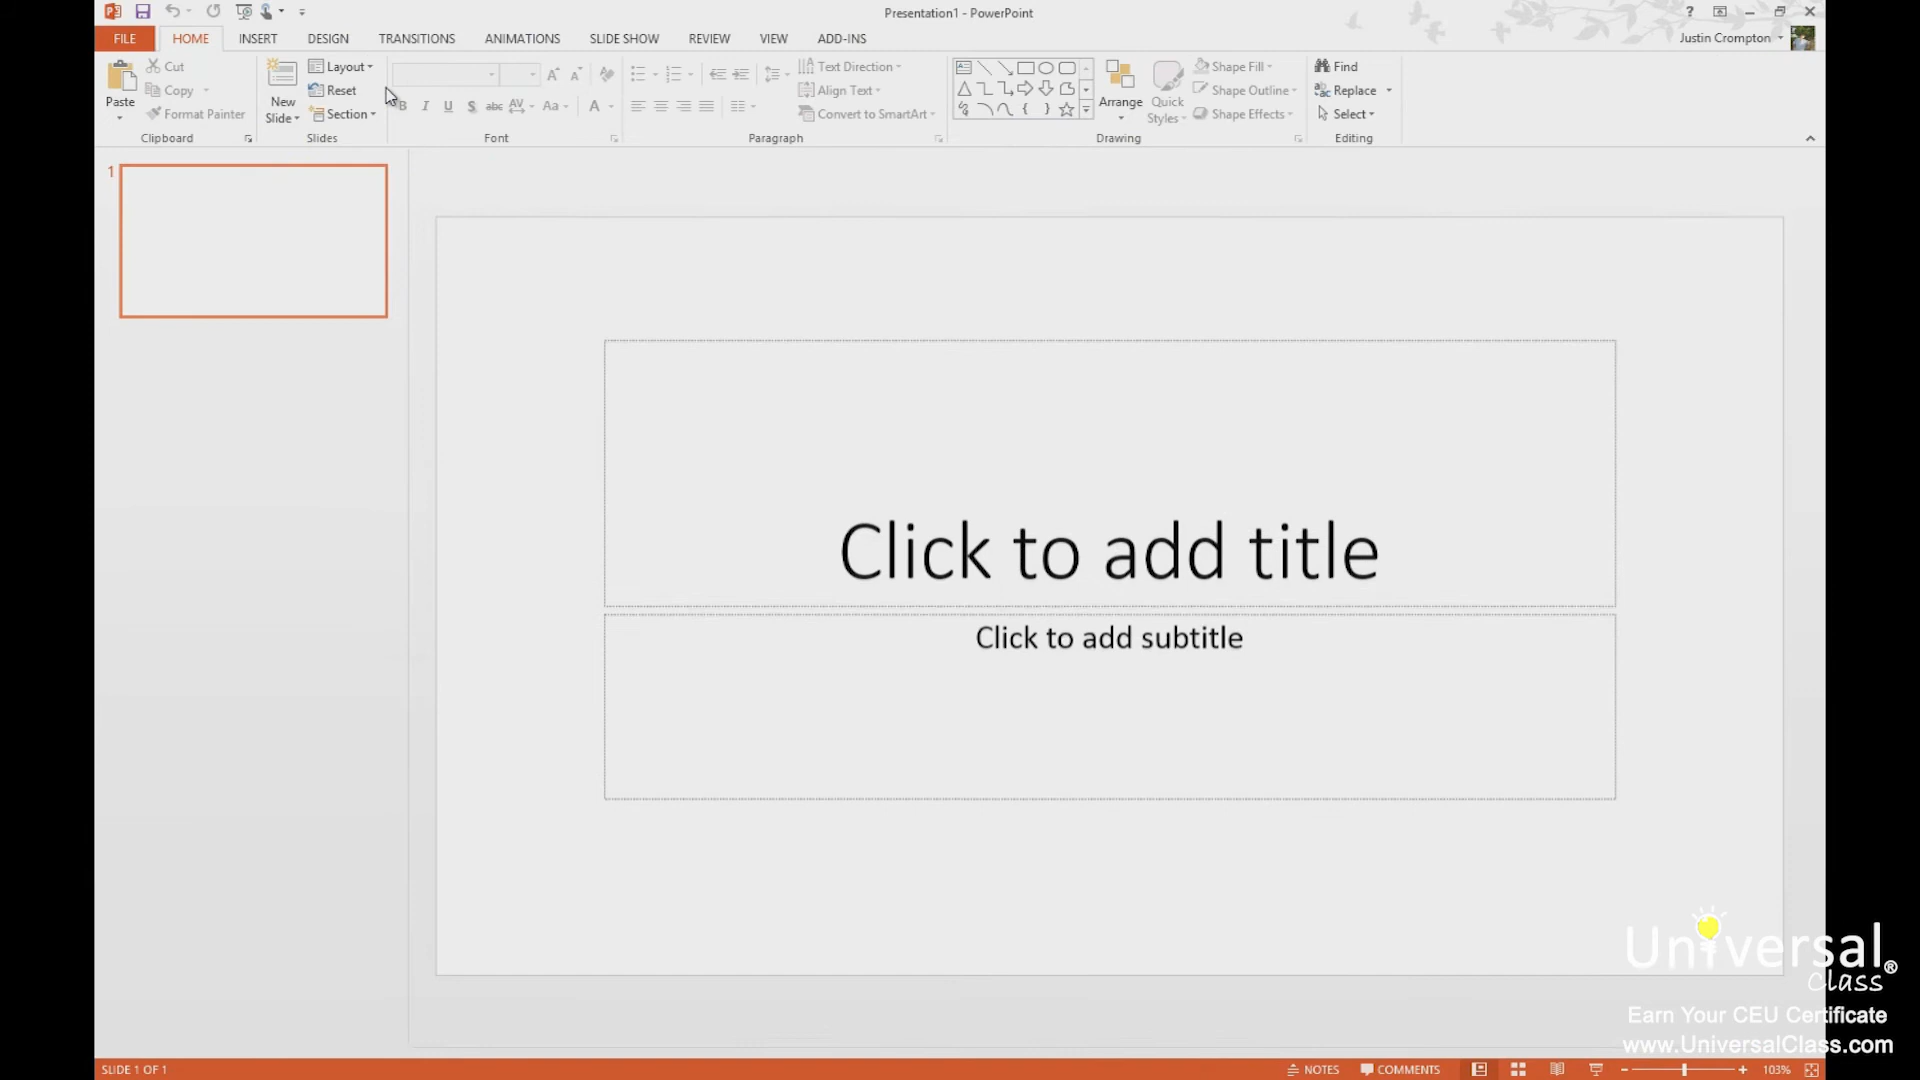 Presentation1 - PowerPoint
?
FILE HOME INSERT DESIGN TRANSITIONS ANIMATIONS SLIDE SHOW REVIEW VIEW ADD-INS
Justin Crompton
Paste
Cut
Copy
Format Painter
Clipboard
New
Slide
Layout
Reset
Section
Slides
B I U S abc AV Aa A
Font
Text Direction
Align Text
Convert to SmartArt
Paragraph
Arrange
Quick
Styles
Shape Fill
Shape Outline
Shape Effects
Drawing
Find
Replace
Select
Editing
1
Click to add title
Click to add subtitle
Universal®
Class
Earn Your CEU Certificate
www.UniversalClass.com
SLIDE 1 OF 1
NOTES
COMMENTS
103%